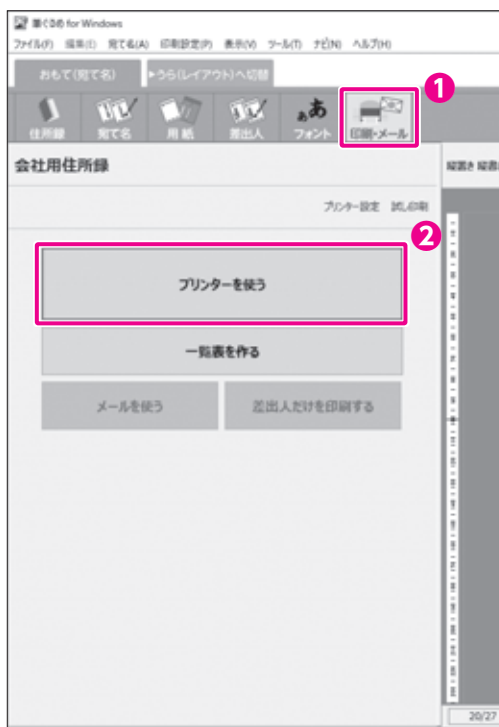 筆ぐるめ for Windows
ファイル(F) 編集(E) 宛て名(A) 印刷設定(P) 表示(V) ツール(T) ナビ(N) ヘルプ(H)
おもて(宛て名) ▶うら(レイアウト)へ切替
1
住所録 宛て名 用紙 差出人 フォント 印刷・メール
会社用住所録
縦置き
プリンター設定 試し印刷
2
プリンターを使う
一覧表を作る
メールを使う 差出人だけを印刷する
20/27